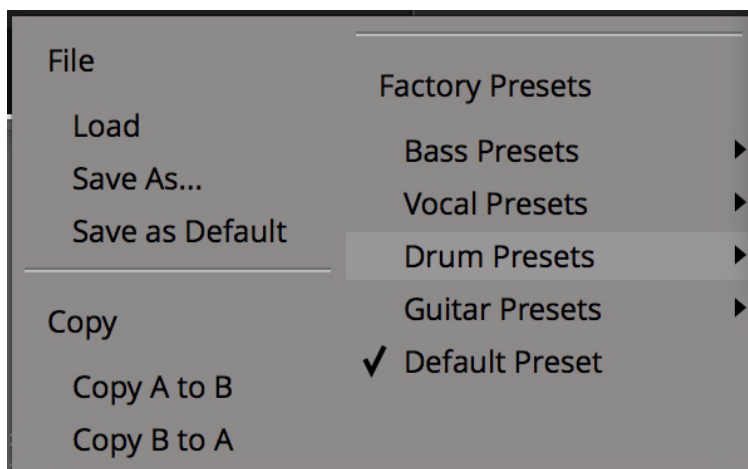 File
Load
Save As...
Save as Default
Copy
Copy A to B
Copy B to A
Factory Presets
Bass Presets
Vocal Presets
Drum Presets
Guitar Presets
Default Preset